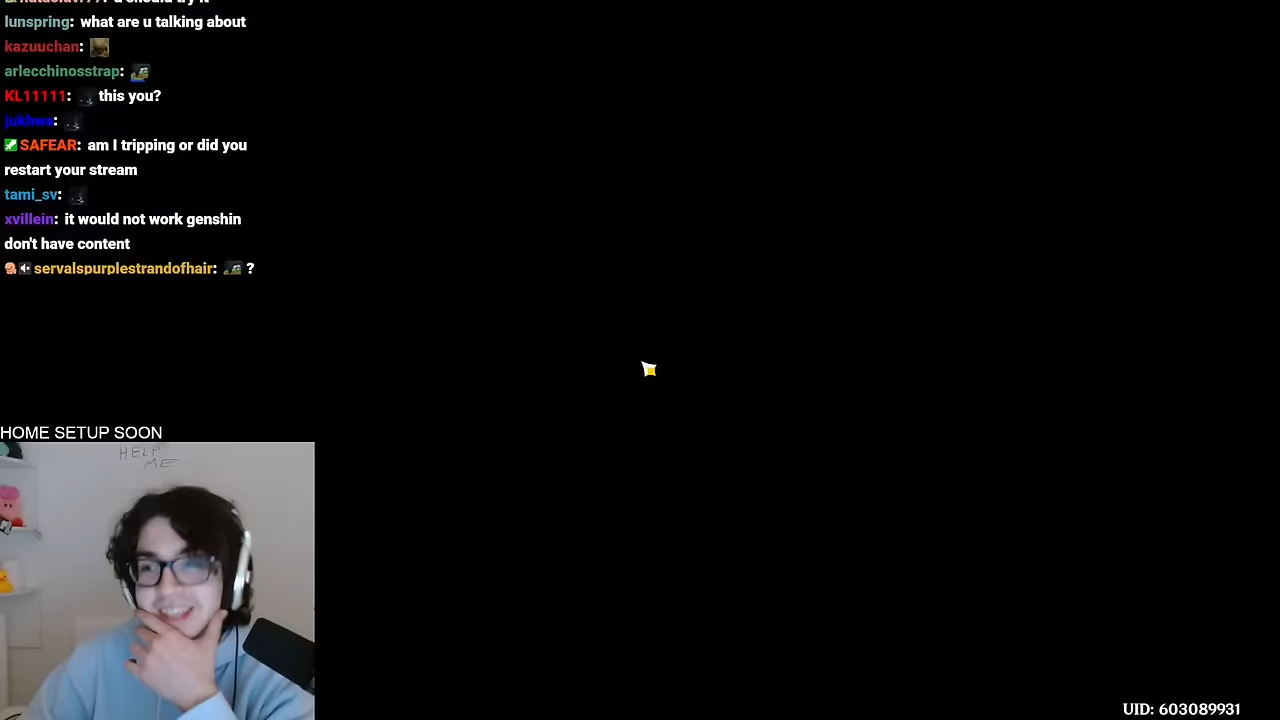 lunspring: what are u talking about
kazuuchan:
arlecchinosstrap:
KL11111: this you?
jukhwa:
SAFEAR: am I tripping or did you
restart your stream
tami_sv:
xvillein: it would not work genshin
don't have content
servalspurplestrandofhair: ?
HOME SETUP SOON
HELP
ME
UID: 603089931